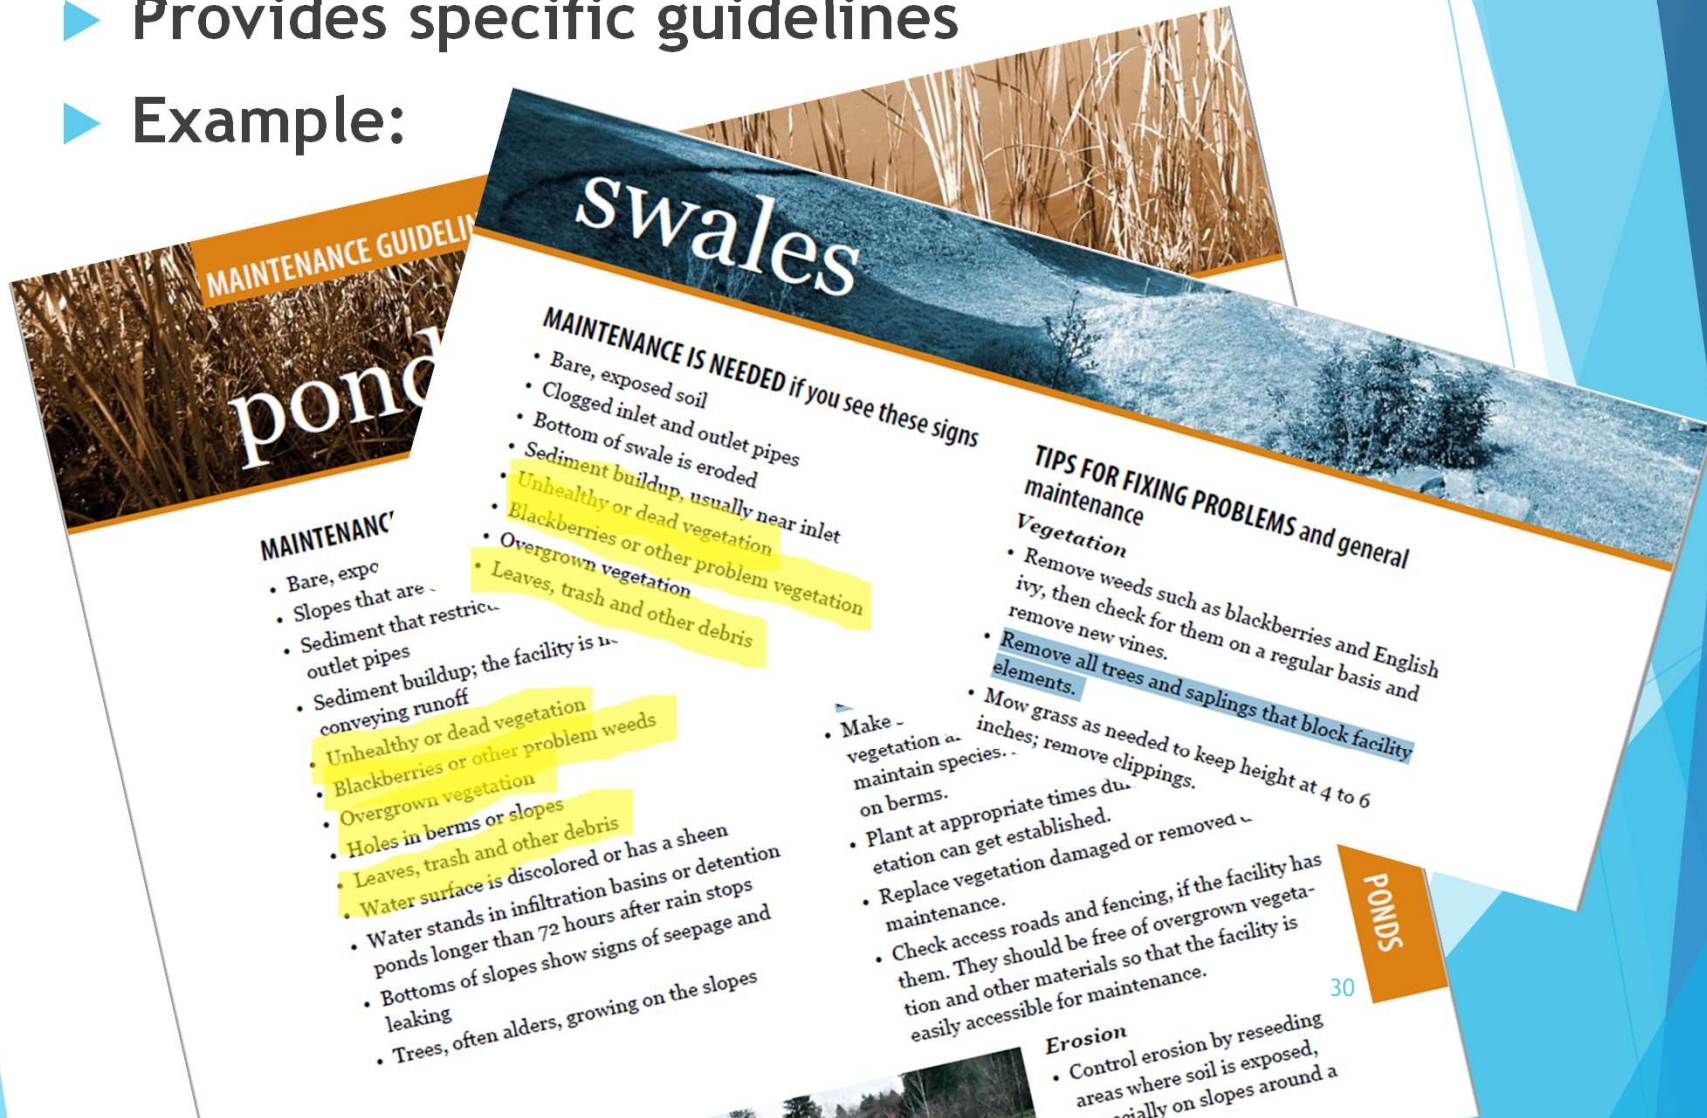 Provides specific guidelines
Example:
swales
MAINTENANCE IS NEEDED if you see these signs
• Bare, exposed soil
• Clogged inlet and outlet pipes
• Bottom of swale is eroded
• Sediment buildup, usually near inlet
• Unhealthy or dead vegetation
• Blackberries or other problem vegetation
• Overgrown vegetation
• Leaves, trash and other debris
TIPS FOR FIXING PROBLEMS and general
maintenance
Vegetation
• Remove weeds such as blackberries and English
ivy, then check for them on a regular basis and
remove new vines.
• Remove all trees and saplings that block facility
elements.
• Mow grass as needed to keep height at 4 to 6
inches; remove clippings.
MAINTENANCE
pond
MAINTENANC
• Bare,
• Slopes that are
• Sediment that
outlet pipes
• Sediment buildup; the facility is
conveying runoff
• Unhealthy or dead vegetation
• Blackberries or other problem weeds
• Overgrown vegetation
• Holes in berms or slopes
• Leaves, trash and other debris
• Water surface is discolored or has a sheen
• Water stands in infiltration basins or detention
ponds longer than 72 hours after rain stops
• Bottoms of slopes show signs of seepage and
leaking
• Trees, often alders, growing on the slopes
• Make
vegetation
maintain species.
on berms.
• Plant at appropriate times
etation can get established.
• Replace vegetation damaged or removed
maintenance.
• Check access roads and fencing, if the facility has
them. They should be free of overgrown vegeta-
tion and other materials so that the facility is
easily accessible for maintenance.
Erosion
• Control erosion by reseeding
areas where soil is exposed,
on slopes around a
PONDS
30